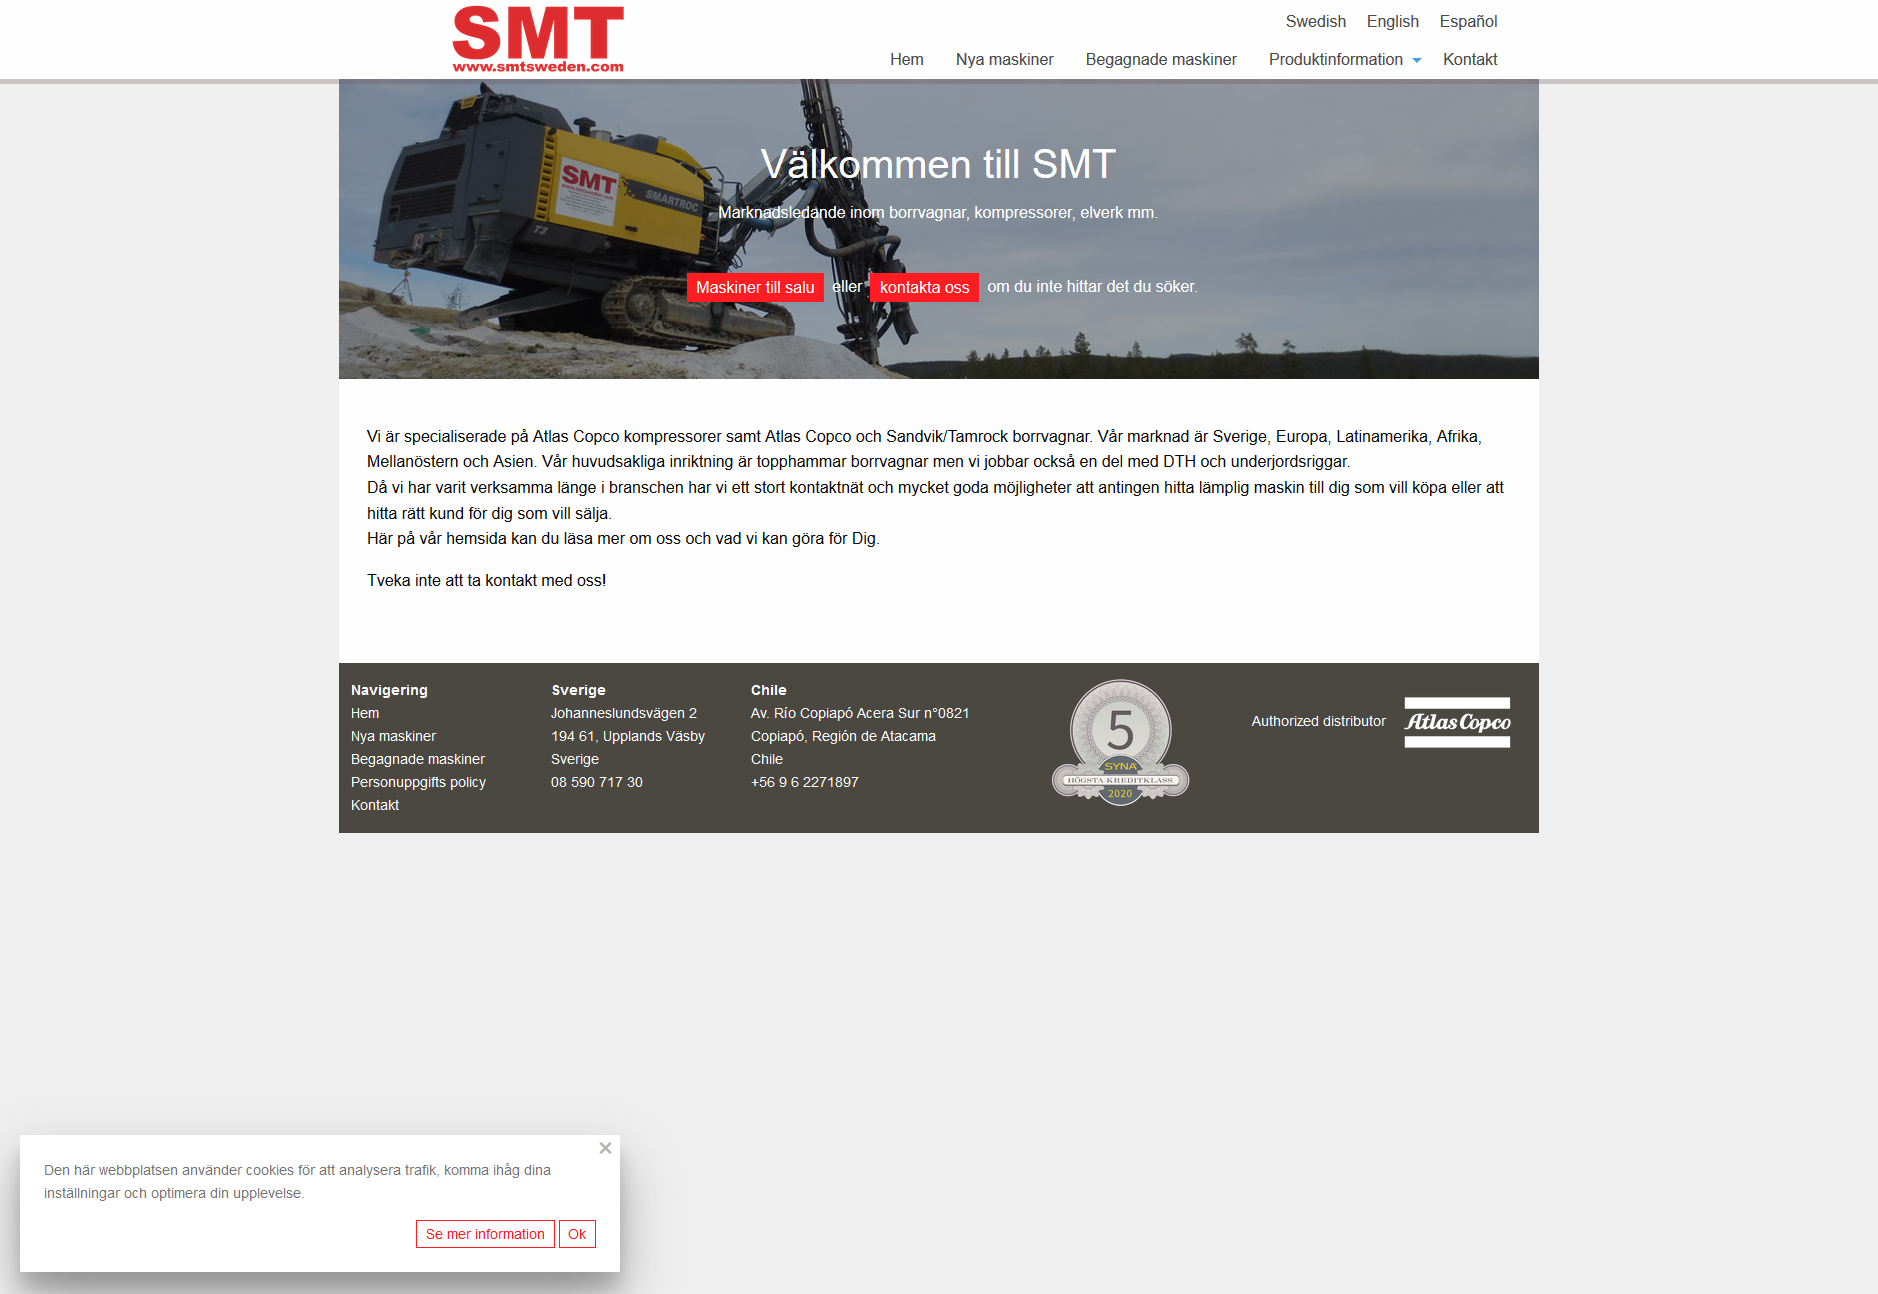 SMT
www.smtsweden.com
Swedish English Español
Hem Nya maskiner Begagnade maskiner Produktinformation Kontakt
Välkommen till SMT
SMT
SMARTROC
T3
Marknadsledande inom borrvagnar, kompressorer, elverk mm.
Maskiner till salu eller kontakta oss om du inte hittar det du söker.
Vi är specialiserade på Atlas Copco kompressorer samt Atlas Copco och Sandvik/Tamrock borrvagnar. Vår marknad är Sverige, Europa, Latinamerika, Afrika,
Mellanöstern och Asien. Vår huvudsakliga inriktning är topphammar borrvagnar men vi jobbar också en del med DTH och underjordsriggar.
Då vi har varit verksamma länge i branschen har vi ett stort kontaktnät och mycket goda möjligheter att antingen hitta lämplig maskin till dig som vill köpa eller att
hitta rätt kund för dig som vill sälja.
Här på vår hemsida kan du läsa mer om oss och vad vi kan göra för Dig.
Tveka inte att ta kontakt med oss!
Navigering
Hem
Nya maskiner
Begagnade maskiner
Personuppgifts policy
Kontakt
Sverige
Johanneslundsvägen 2
194 61, Upplands Väsby
Sverige
08 590 717 30
Chile
Av. Río Copiapó Acera Sur n°0821
Copiapó, Región de Atacama
Chile
+56 9 6 2271897
5
SYNA
HÖGSTA KREDITKLASS
2020
Authorized distributor
Atlas Copco
Den här webbplatsen använder cookies för att analysera trafik, komma ihåg dina
inställningar och optimera din upplevelse.
Se mer information Ok